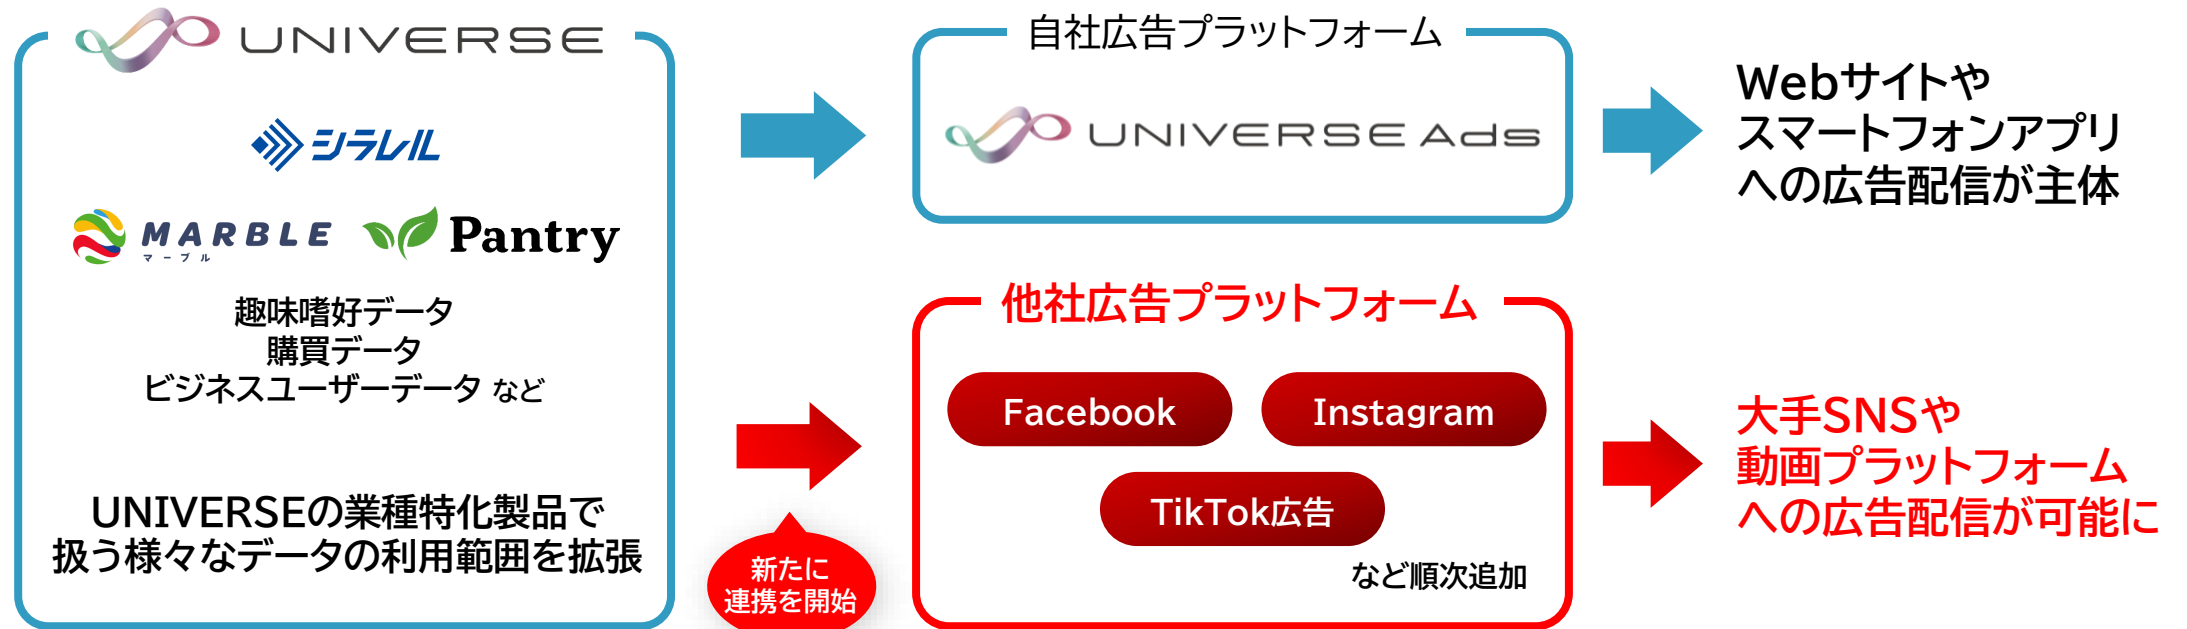 UNIVERSE
シラレル
MARBLE
マーブル
Pantry
趣味嗜好データ
購買データ
ビジネスユーザーデータ など
UNIVERSEの業種特化製品で
扱う様々なデータの利用範囲を拡張
自社広告プラットフォーム
UNIVERSE Ads
Webサイトや
スマートフォンアプリ
への広告配信が主体
新たに
連携を開始
他社広告プラットフォーム
Facebook
Instagram
TikTok広告
など順次追加
大手SNSや
動画プラットフォーム
への広告配信が可能に